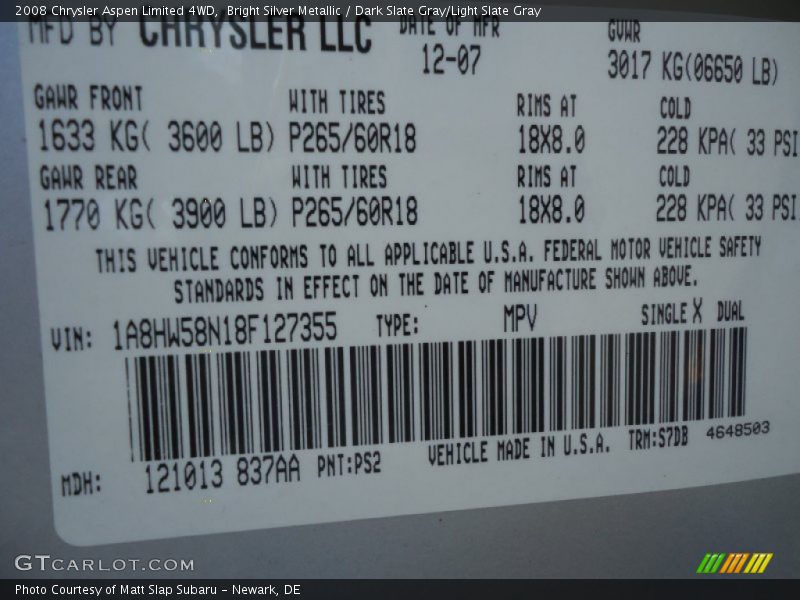 2008 Chrysler Aspen Limited 4WD, Bright Silver Metallic / Dark Slate Gray/Light Slate Gray
MFD BY CHRYSLER LLC DATE OF MFR GVWR
12-07 3017 KG(06650 LB)
GAWR FRONT WITH TIRES RIMS AT COLD
1633 KG( 3600 LB) P265/60R18 18X8.0 228 KPA( 33 PSI
GAWR REAR WITH TIRES RIMS AT COLD
1770 KG( 3900 LB) P265/60R18 18X8.0 228 KPA( 33 PSI
THIS VEHICLE CONFORMS TO ALL APPLICABLE U.S.A. FEDERAL MOTOR VEHICLE SAFETY
STANDARDS IN EFFECT ON THE DATE OF MANUFACTURE SHOWN ABOVE.
VIN: 1A8HW58N18F127355 TYPE: MPV SINGLE X DUAL
MDH: 121013 837AA PNT:PS2 VEHICLE MADE IN U.S.A. TRM:S7DB 4648503
GTCARLOT.COM
Photo Courtesy of Matt Slap Subaru - Newark, DE